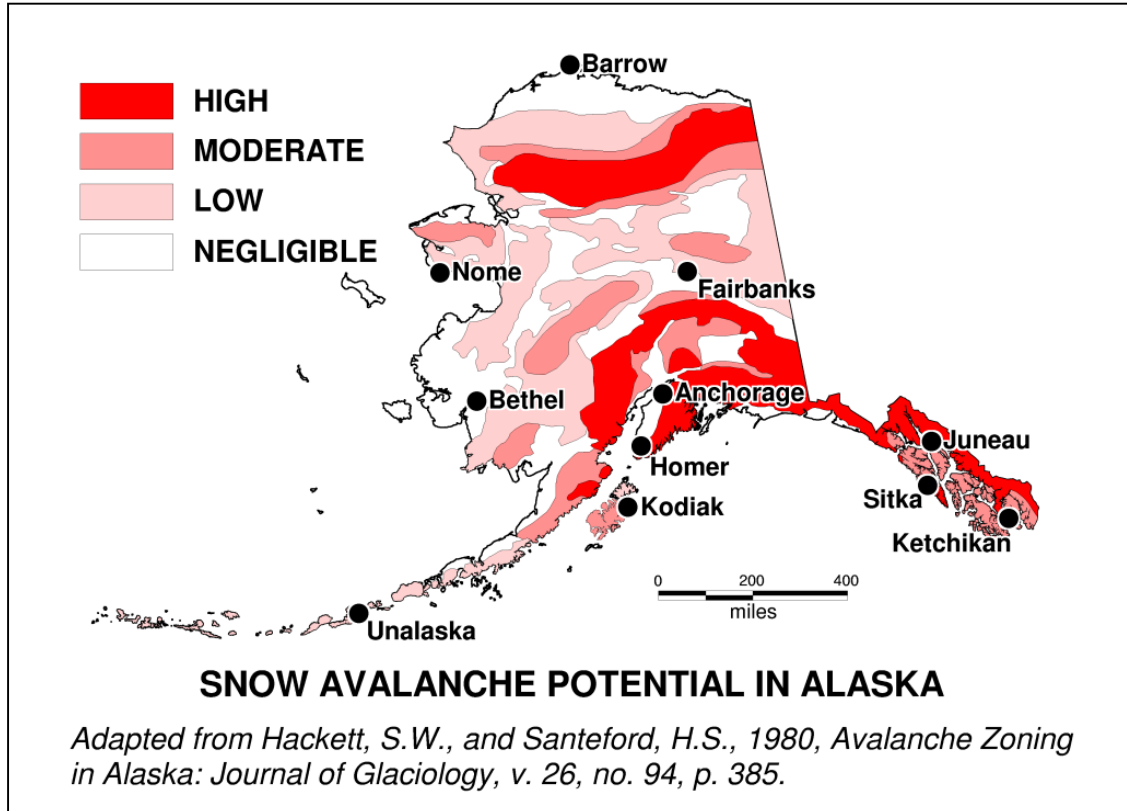 Barrow
HIGH
MODERATE
LOW
NEGLIGIBLE
Nome
Fairbanks
Bethel
Anchorage
Homer
Juneau
Kodiak
Sitka
Ketchikan
0 200 400
miles
Unalaska
SNOW AVALANCHE POTENTIAL IN ALASKA
Adapted from Hackett, S.W., and Santeford, H.S., 1980, Avalanche Zoning
in Alaska: Journal of Glaciology, v. 26, no. 94, p. 385.